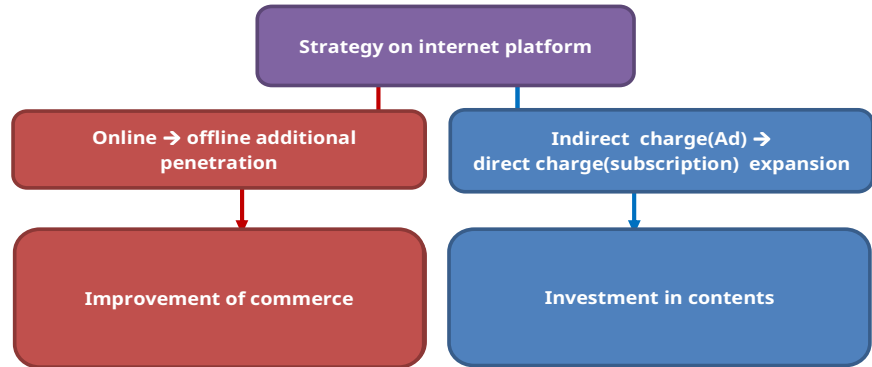 Strategy on internet platform
Online → offline additional
penetration
Indirect  charge(Ad) →
direct charge(subscription)  expansion
Improvement of commerce
Investment in contents